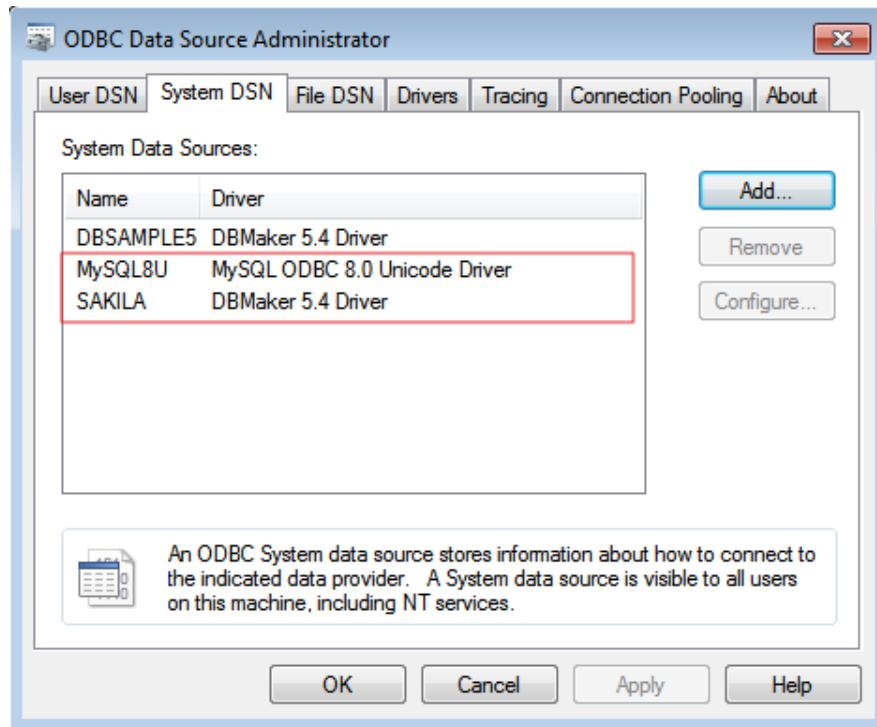 ODBC Data Source Administrator
User DSN System DSN File DSN Drivers Tracing Connection Pooling About
System Data Sources:
Name Driver
DBSAMPLE5 DBMaker 5.4 Driver
MySQL8U MySQL ODBC 8.0 Unicode Driver
SAKILA DBMaker 5.4 Driver
Add...
Remove
Configure...
An ODBC System data source stores information about how to connect to
the indicated data provider. A System data source is visible to all users
on this machine, including NT services.
OK Cancel Apply Help